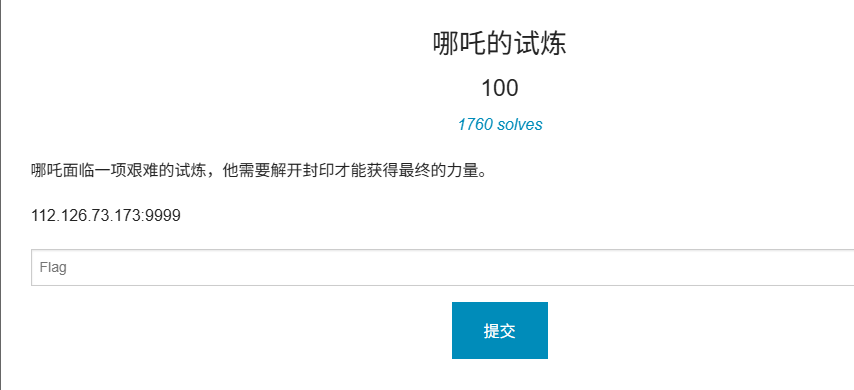 哪吒的试炼
100
1760 solves
哪吒面临一项艰难的试炼，他需要解开封印才能获得最终的力量。
112.126.73.173:9999
Flag
提交